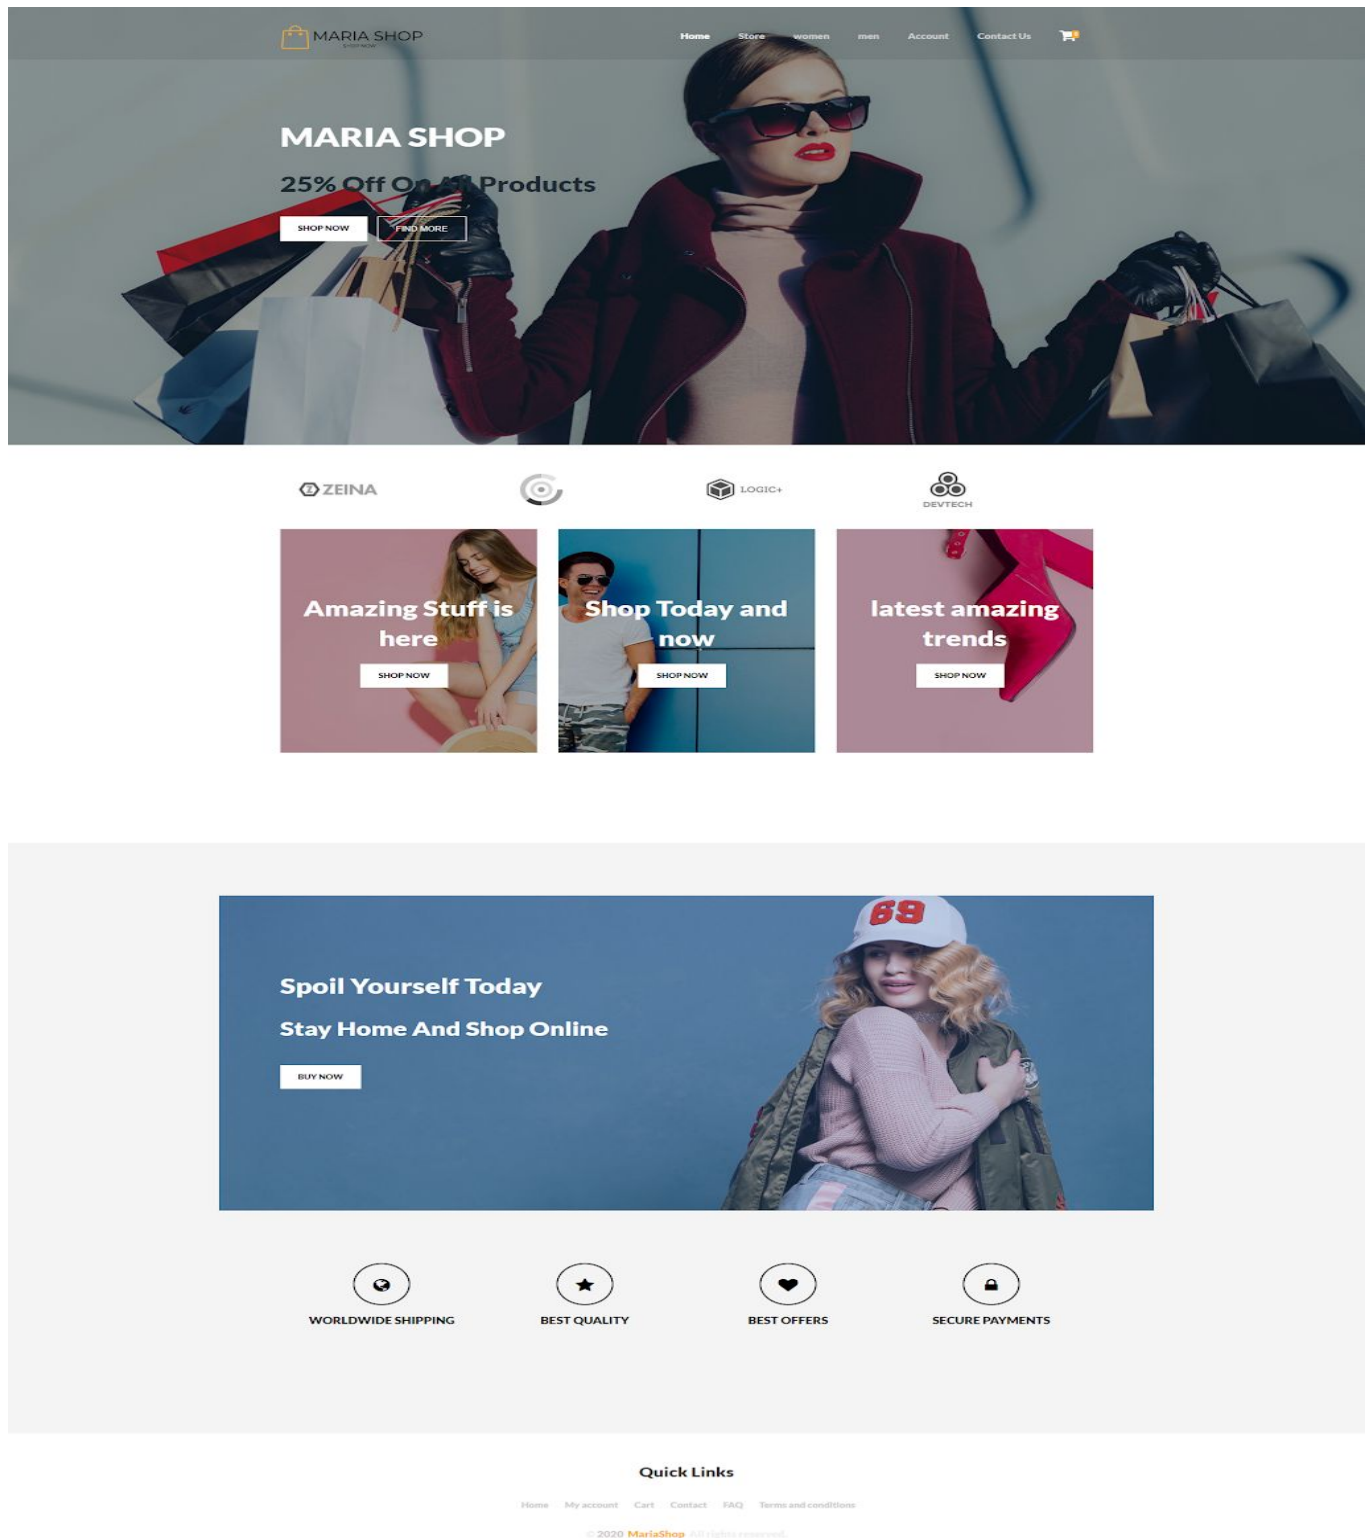 MARIA SHOP
Home Store women men Account Contact Us
MARIA SHOP
25% Off On All Products
SHOP NOW FIND MORE
ZEINA
LOGIC+
DEVTECH
Amazing Stuff is
here
SHOP NOW
Shop Today and
now
SHOP NOW
latest amazing
trends
SHOP NOW
69
Spoil Yourself Today
Stay Home And Shop Online
BUY NOW
WORLDWIDE SHIPPING
BEST QUALITY
BEST OFFERS
SECURE PAYMENTS
Quick Links
Home My account Cart Contact FAQ Terms and conditions
© 2020 MariaShop. All rights reserved.